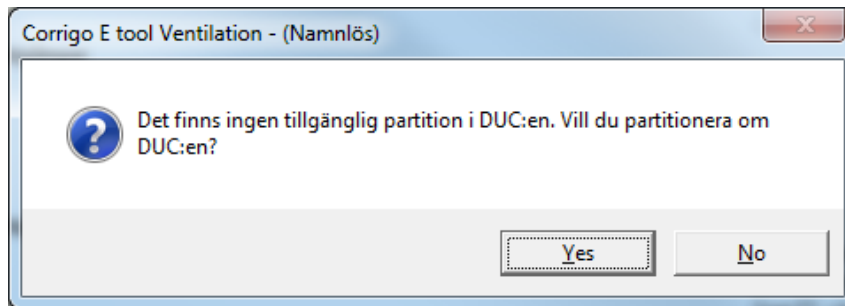 Corrigo E tool Ventilation - (Namnlös)
Det finns ingen tillgänglig partition i DUC:en. Vill du partitionera om
DUC:en?
Yes
No